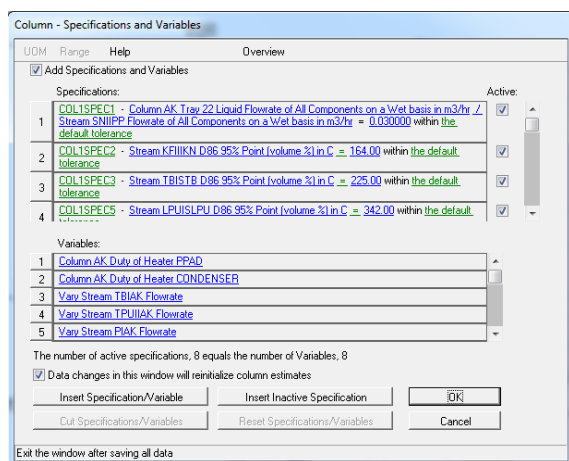 Column - Specifications and Variables
UOM Range Help Overview
Add Specifications and Variables
Specifications: Active:
COL1SPEC1 - Column AK Tray 22 Liquid Flowrate of All Components on a Wet basis in m3/hr /
1 Stream SNIIPP Flowrate of All Components on a Wet basis in m3/hr = 0.030000 within the
default tolerance
2 COL1SPEC2 - Stream KFIIIKN D86 95% Point (volume %) in C = 164.00 within the default
tolerance
3 COL1SPEC3 - Stream TBISTB D86 95% Point (volume %) in C = 225.00 within the default
tolerance
4 COL1SPEC5 - Stream LPUISLPU D86 95% Point (volume %) in C = 342.00 within the default
Variables:
1 Column AK Duty of Heater PPAD
2 Column AK Duty of Heater CONDENSER
3 Vary Stream TBIAK Flowrate
4 Vary Stream TPUIIAK Flowrate
5 Vary Stream PIAK Flowrate
The number of active specifications, 8 equals the number of Variables, 8
Data changes in this window will reinitialize column estimates
Insert Specification/Variable Insert Inactive Specification OK
Cut Specifications/Variables Reset Specifications/Variables Cancel
Exit the window after saving all data